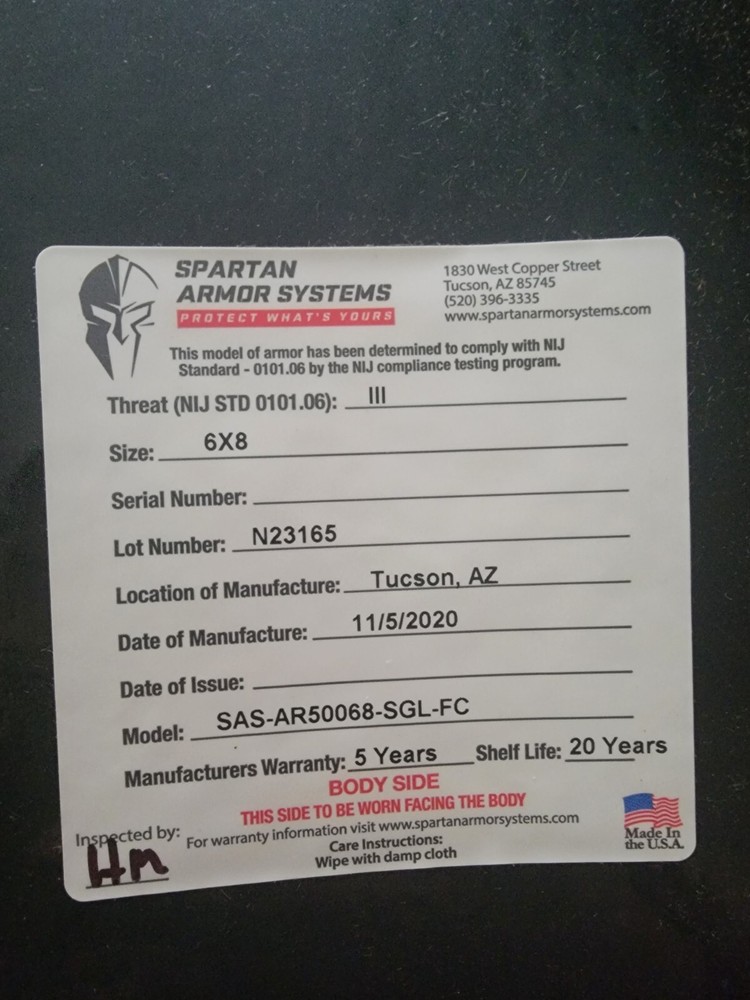 SPARTAN
ARMOR SYSTEMS
PROTECT WHAT'S YOURS
1830 West Copper Street
Tucson, AZ 85745
(520) 396-3335
www.spartanarmorsystems.com
This model of armor has been determined to comply with NIJ
Standard - 0101.06 by the NIJ compliance testing program.
Threat (NIJ STD 0101.06): III
Size: 6X8
Serial Number:
Lot Number: N23165
Location of Manufacture: Tucson, AZ
Date of Manufacture: 11/5/2020
Date of Issue:
Model: SAS-AR50068-SGL-FC
Manufacturers Warranty: 5 Years Shelf Life: 20 Years
BODY SIDE
THIS SIDE TO BE WORN FACING THE BODY
Inspected by: Hm
For warranty information visit www.spartanarmorsystems.com
Care Instructions:
Wipe with damp cloth
Made In
the U.S.A.